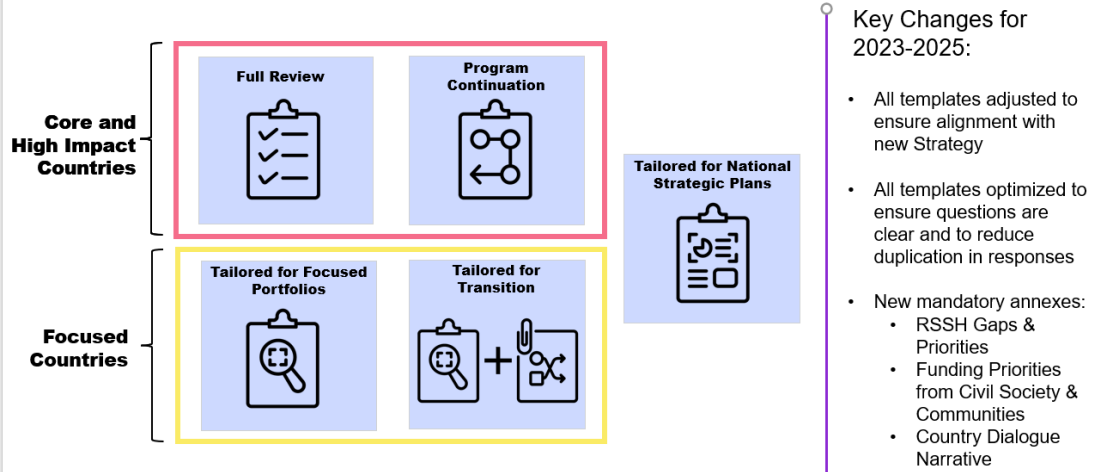 Core and
High Impact
Countries
Full Review
Program
Continuation
Focused
Countries
Tailored for Focused
Portfolios
Tailored for
Transition
Tailored for National
Strategic Plans
Key Changes for
2023-2025:
• All templates adjusted to
ensure alignment with
new Strategy
• All templates optimized to
ensure questions are
clear and to reduce
duplication in responses
• New mandatory annexes:
• RSSH Gaps &
Priorities
• Funding Priorities
from Civil Society &
Communities
• Country Dialogue
Narrative